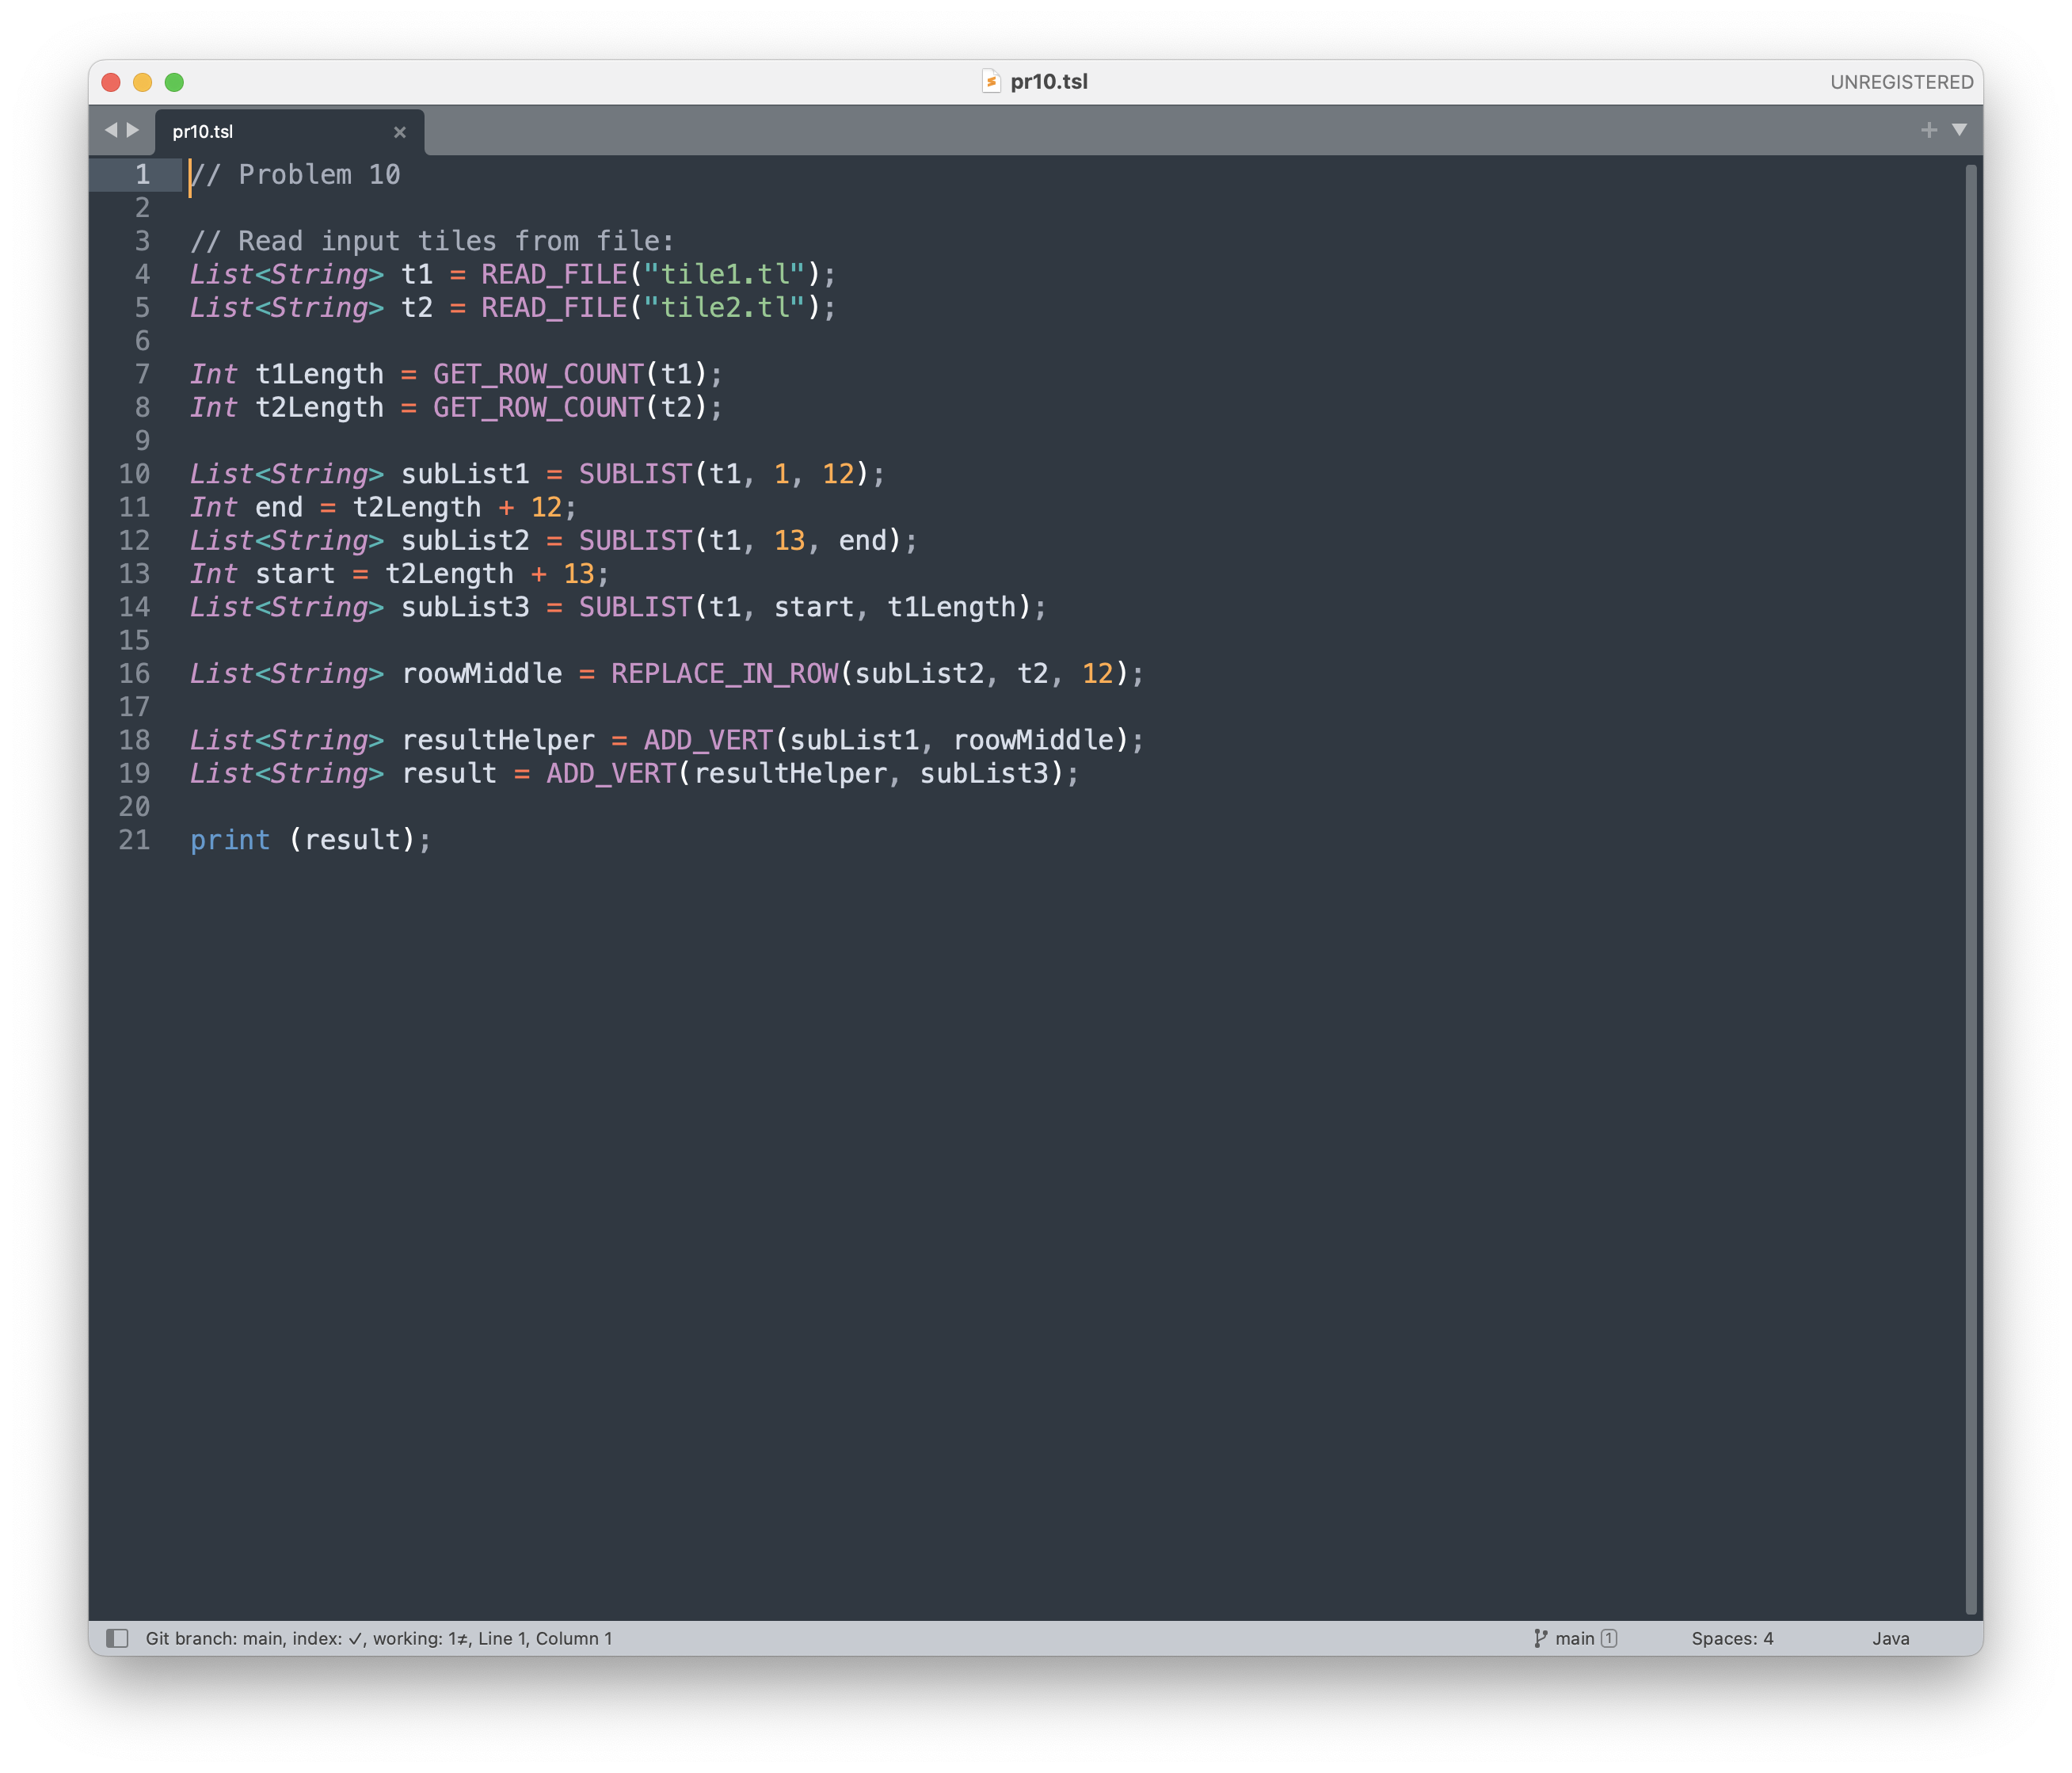 pr10.tsl
UNREGISTERED
pr10.tsl
1 // Problem 10
2
3 // Read input tiles from file:
4 List<String> t1 = READ_FILE("tile1.tl");
5 List<String> t2 = READ_FILE("tile2.tl");
6
7 Int t1Length = GET_ROW_COUNT(t1);
8 Int t2Length = GET_ROW_COUNT(t2);
9
10 List<String> subList1 = SUBLIST(t1, 1, 12);
11 Int end = t2Length + 12;
12 List<String> subList2 = SUBLIST(t1, 13, end);
13 Int start = t2Length + 13;
14 List<String> subList3 = SUBLIST(t1, start, t1Length);
15
16 List<String> roowMiddle = REPLACE_IN_ROW(subList2, t2, 12);
17
18 List<String> resultHelper = ADD_VERT(subList1, roowMiddle);
19 List<String> result = ADD_VERT(resultHelper, subList3);
20
21 print (result);
Git branch: main, index: ✓, working: 1≠, Line 1, Column 1
main 1
Spaces: 4
Java